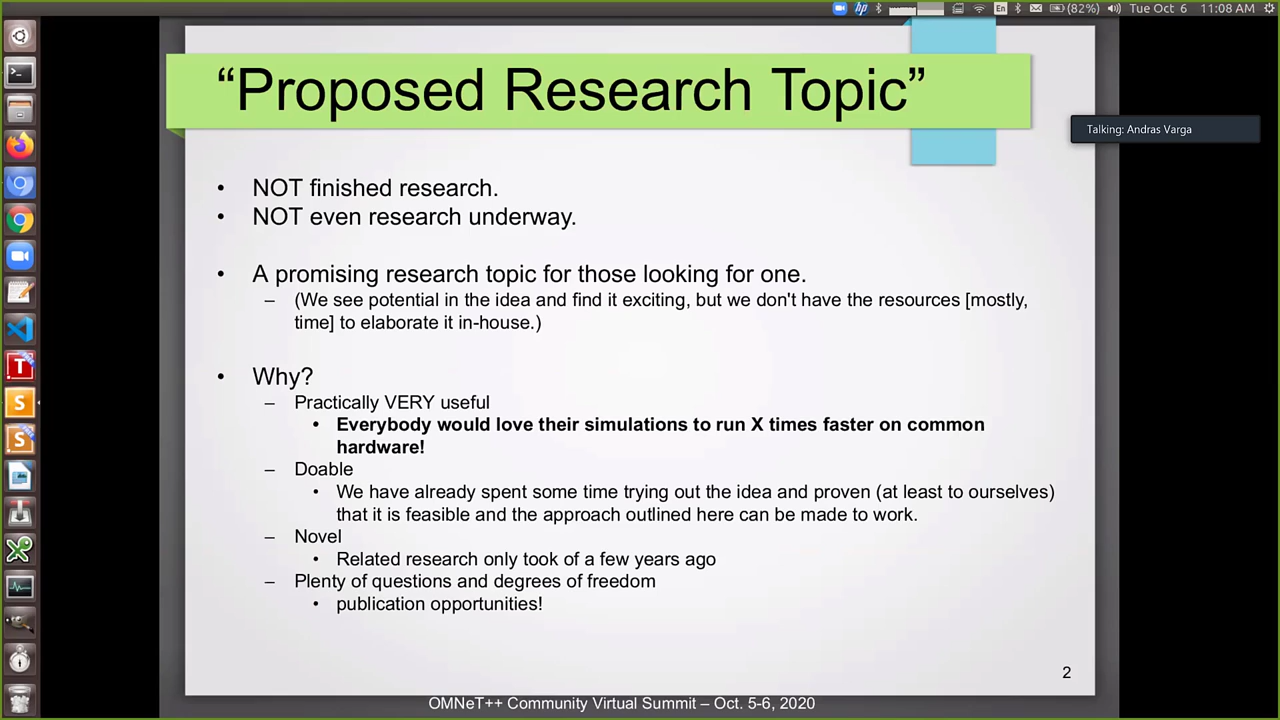 hp En (82%) Tue Oct 6 11:08 AM
“Proposed Research Topic”
Talking: Andras Varga
• NOT finished research.
• NOT even research underway.
• A promising research topic for those looking for one.
– (We see potential in the idea and find it exciting, but we don't have the resources [mostly,
time] to elaborate it in-house.)
• Why?
– Practically VERY useful
• Everybody would love their simulations to run X times faster on common
hardware!
– Doable
• We have already spent some time trying out the idea and proven (at least to ourselves)
that it is feasible and the approach outlined here can be made to work.
– Novel
• Related research only took of a few years ago
– Plenty of questions and degrees of freedom
• publication opportunities!
2
OMNeT++ Community Virtual Summit – Oct. 5-6, 2020